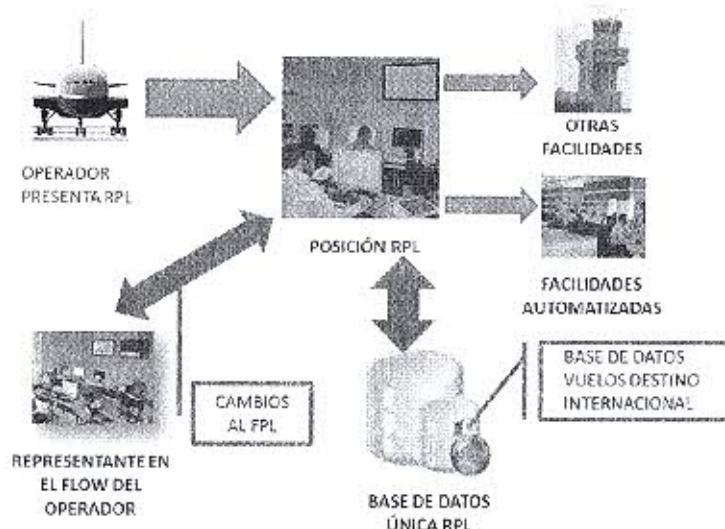 OPERADOR
PRESENTA RPL
POSICIÓN RPL
OTRAS
FACILIDADES
FACILIDADES
AUTOMATIZADAS
REPRESENTANTE EN
EL FLOW DEL
OPERADOR
CAMBIOS
AL FPL
BASE DE DATOS
ÚNICA RPL
BASE DE DATOS
VUELOS DESTINO
INTERNACIONAL